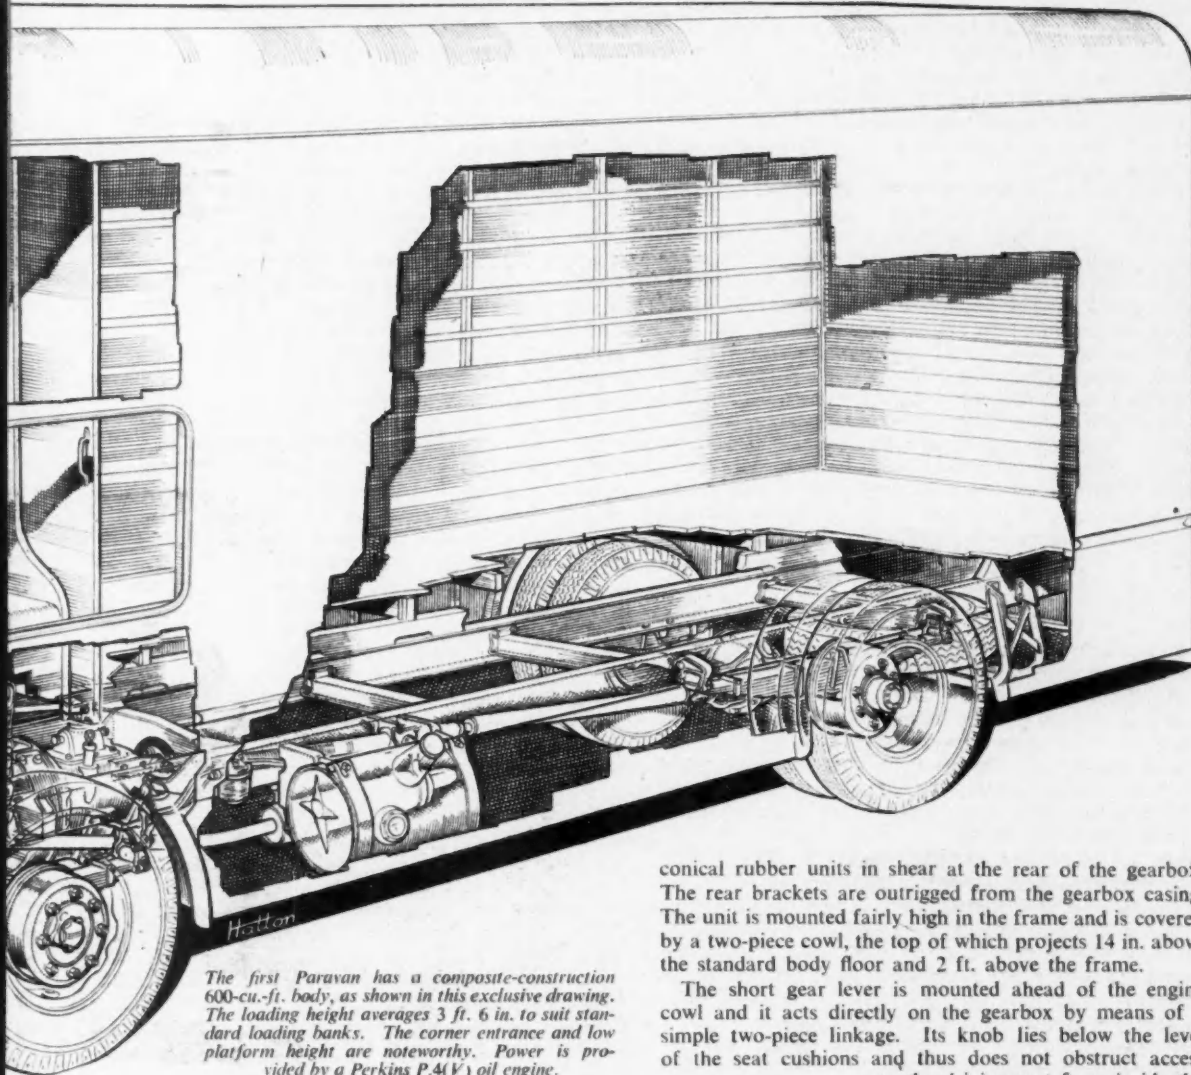 Hatton
The first Paravan has a composite-construction
600-cu.-ft. body, as shown in this exclusive drawing.
The loading height averages 3 ft. 6 in. to suit stan-
dard loading banks. The corner entrance and low
platform height are noteworthy. Power is pro-
vided by a Perkins P.4(V) oil engine.
conical rubber units in shear at the rear of the gearbox
The rear brackets are outrigged from the gearbox casin
The unit is mounted fairly high in the frame and is covere
by a two-piece cowl, the top of which projects 14 in. abov
the standard body floor and 2 ft. above the frame.
The short gear lever is mounted ahead of the engin
cowl and it acts directly on the gearbox by means of
simple two-piece linkage. Its knob lies below the leve
of the seat cushions and thus does not obstruct acces